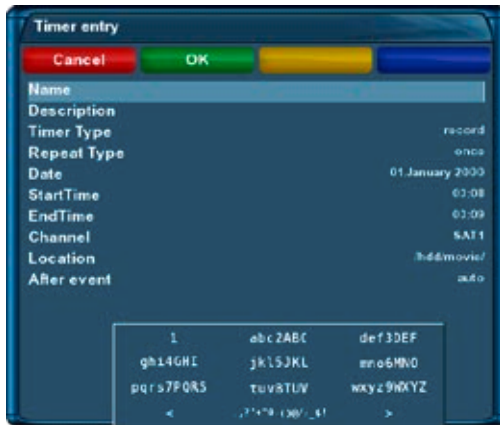 Timer entry
Cancel OK
Name
Description
Timer Type record
Repeat Type once
Date 01.January 2000
StartTime 03:08
EndTime 03:09
Channel SAT1
Location /hdd/movie/
After event auto
1 abc2ABC def3DEF
ghi4GHI jkl5JKL mno6MNO
pqrs7PQRS tuv8TUV wxyz9WXYZ
< >